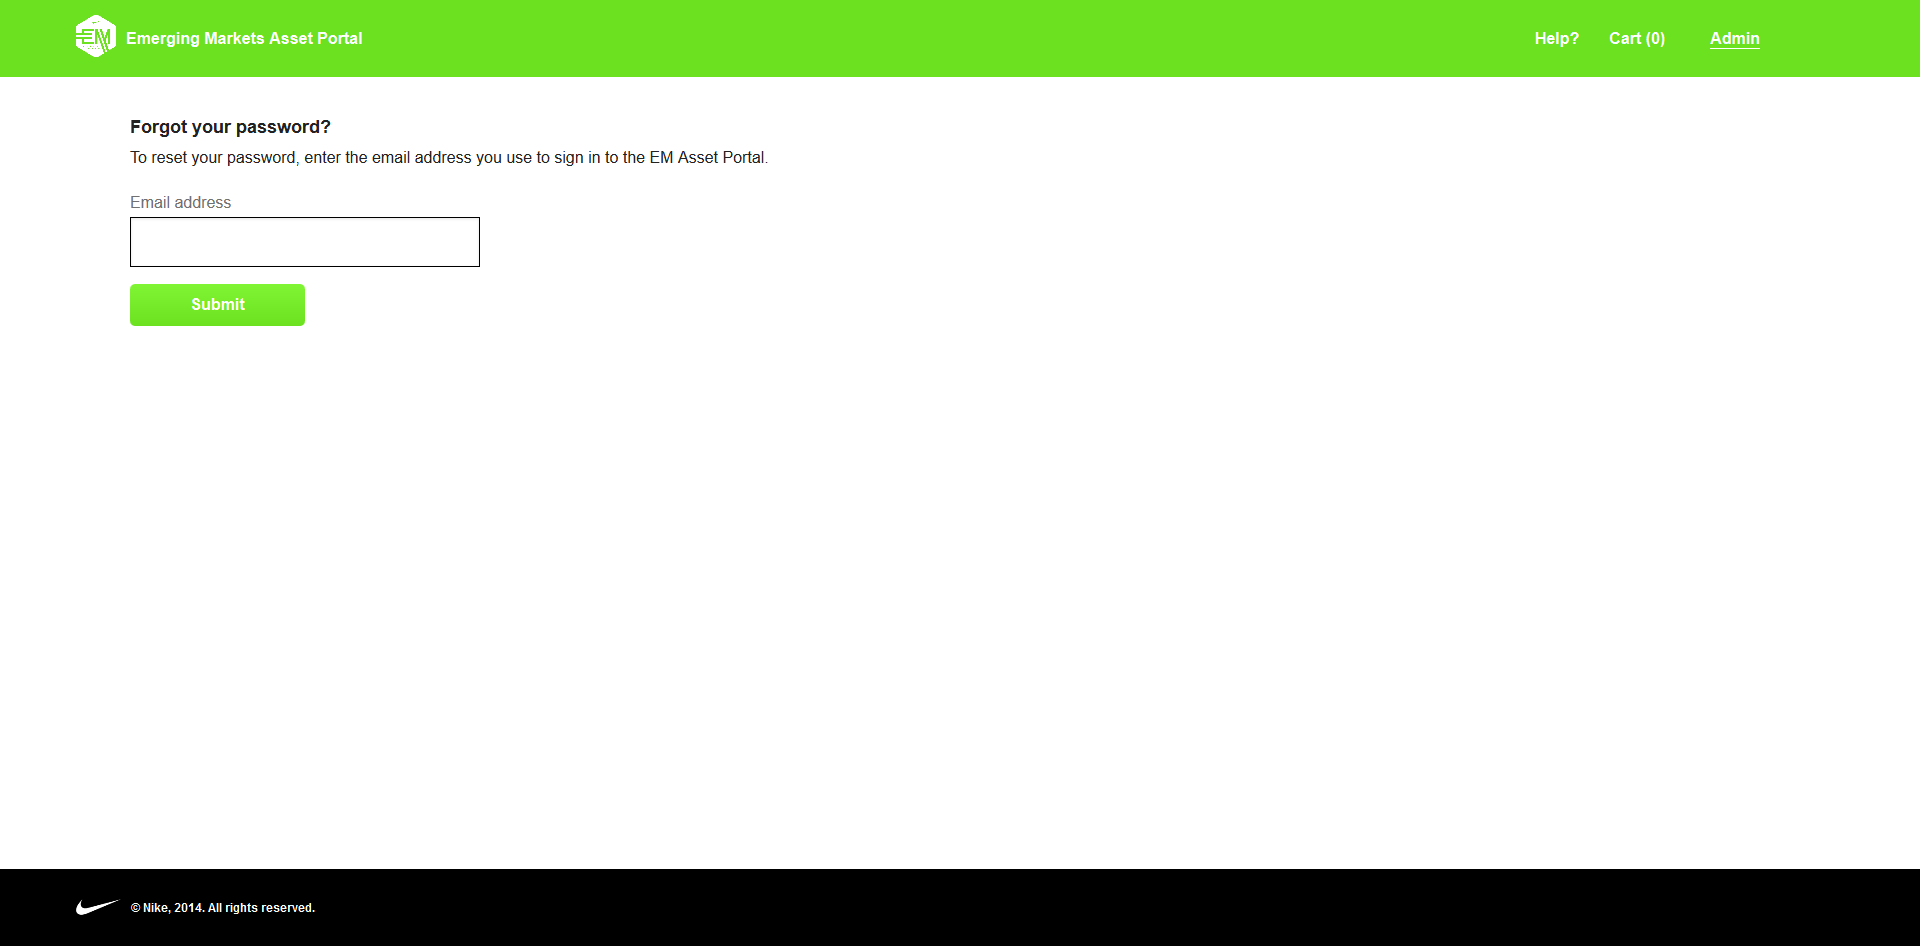 EM
Emerging Markets Asset Portal
Help?
Cart (0)
Admin
Forgot your password?
To reset your password, enter the email address you use to sign in to the EM Asset Portal.
Email address
Submit
© Nike, 2014. All rights reserved.